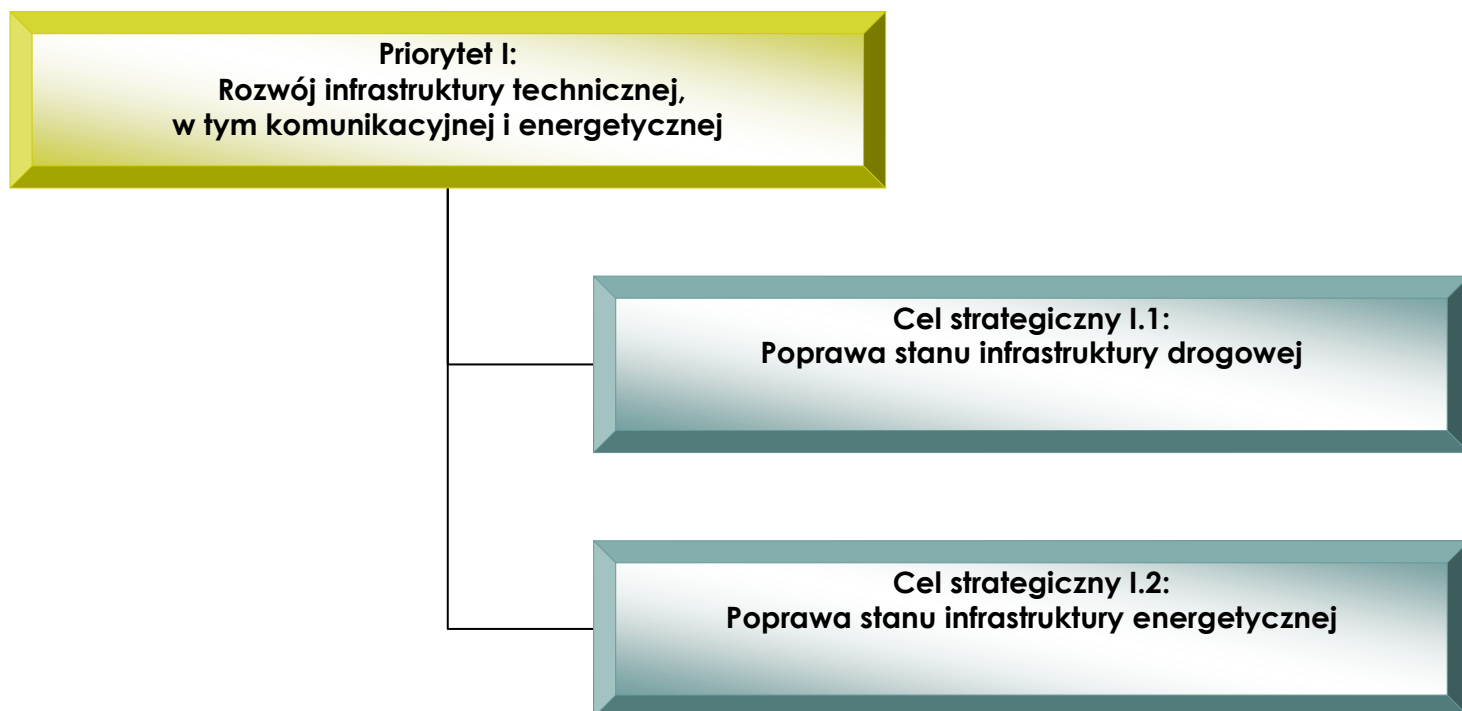 Priorytet I:
Rozwój infrastruktury technicznej,
w tym komunikacyjnej i energetycznej
Cel strategiczny I.1:
Poprawa stanu infrastruktury drogowej
Cel strategiczny I.2:
Poprawa stanu infrastruktury energetycznej